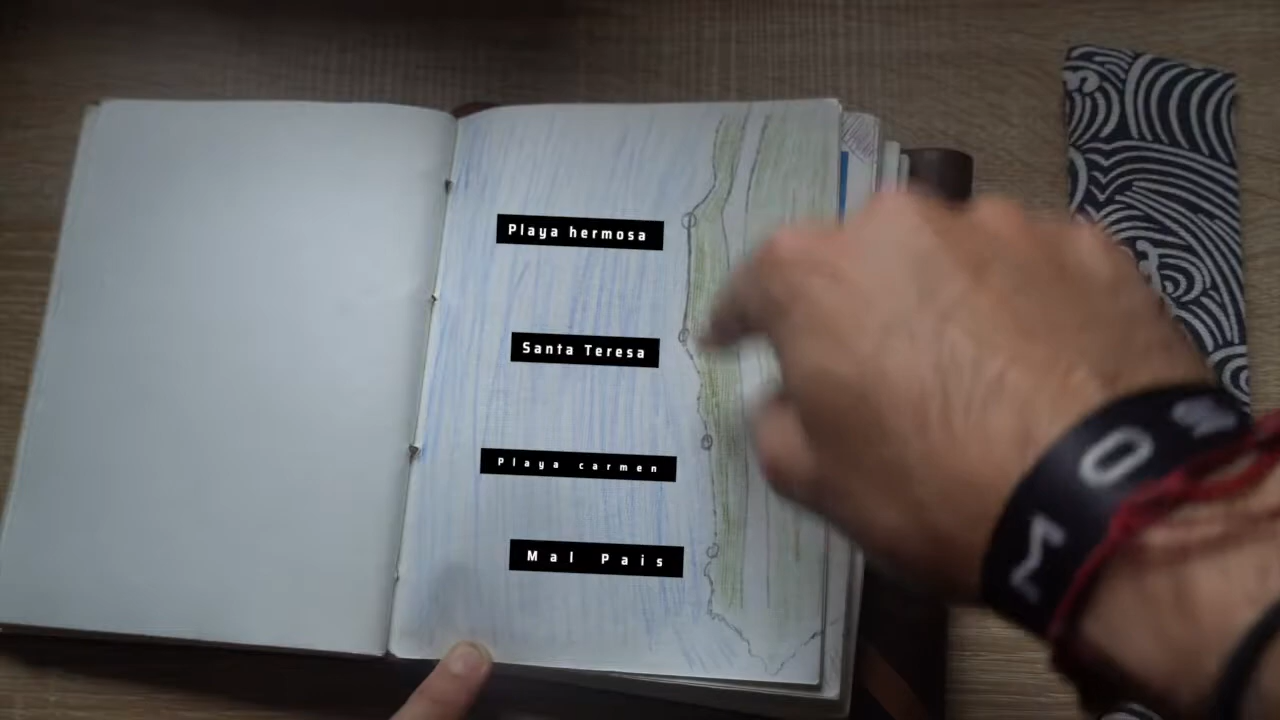 Playa hermosa
Santa Teresa
Playa carmen
Mal Pais